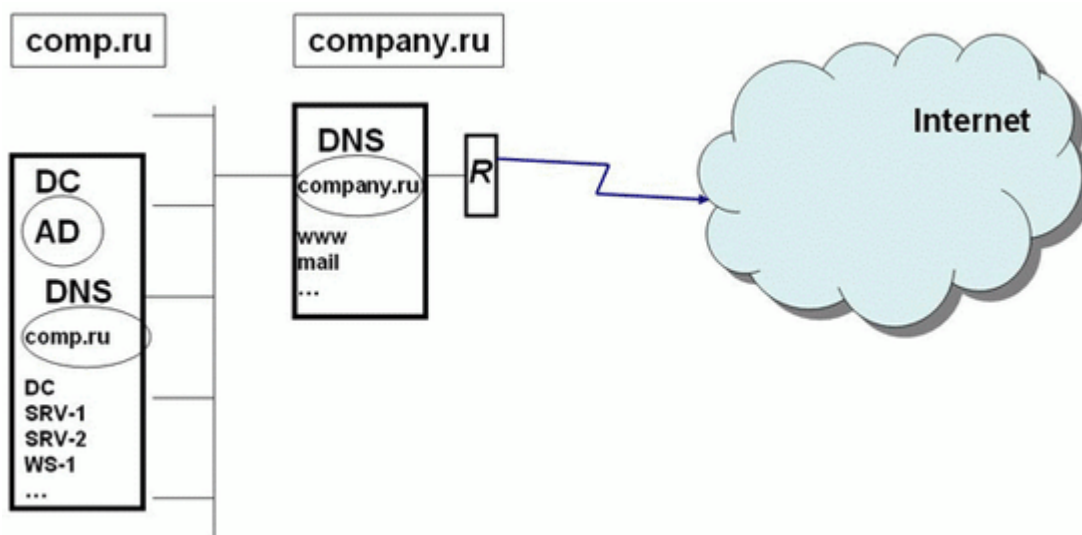 comp.ru
company.ru
DC
AD
DNS
comp.ru
DC
SRV-1
SRV-2
WS-1
...
DNS
company.ru
www
mail
...
R
Internet